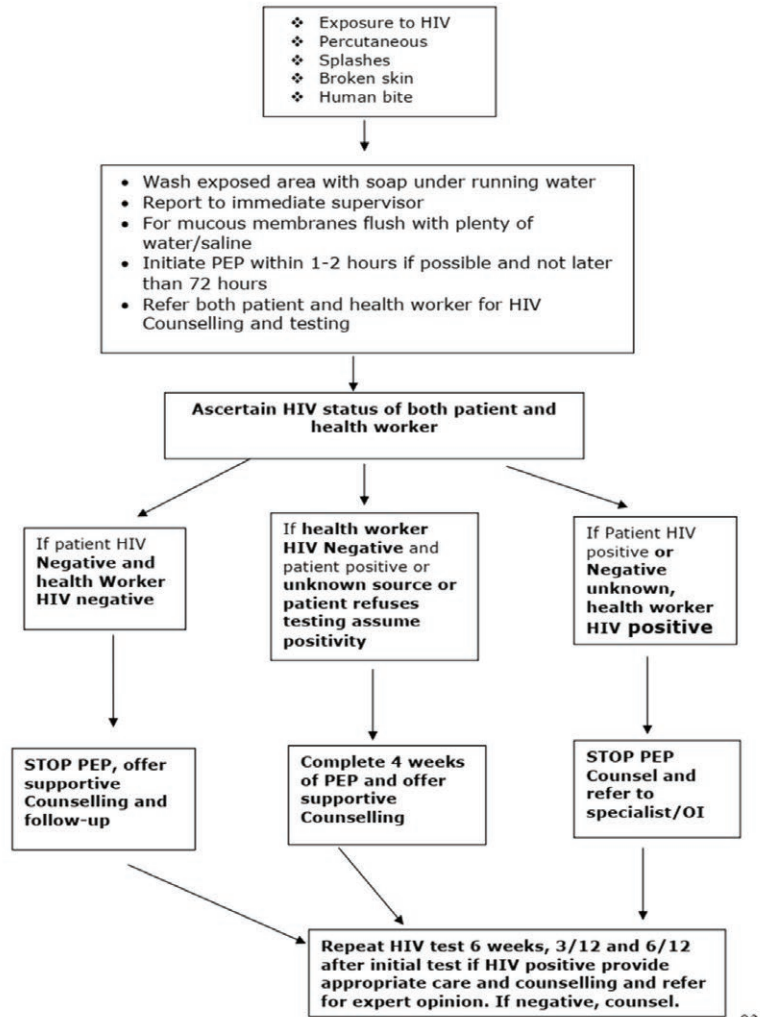 ❖ Exposure to HIV
❖ Percutaneous
❖ Splashes
❖ Broken skin
❖ Human bite
• Wash exposed area with soap under running water
• Report to immediate supervisor
• For mucous membranes flush with plenty of
water/saline
• Initiate PEP within 1-2 hours if possible and not later
than 72 hours
• Refer both patient and health worker for HIV
Counselling and testing
Ascertain HIV status of both patient and
health worker
If patient HIV
Negative and
health Worker
HIV negative
If health worker
HIV Negative and
patient positive or
unknown source or
patient refuses
testing assume
positivity
If Patient HIV
positive or
Negative
unknown,
health worker
HIV positive
STOP PEP, offer
supportive
Counselling and
follow-up
Complete 4 weeks
of PEP and offer
supportive
Counselling
STOP PEP
Counsel and
refer to
specialist/OI
Repeat HIV test 6 weeks, 3/12 and 6/12
after initial test if HIV positive provide
appropriate care and counselling and refer
for expert opinion. If negative, counsel.